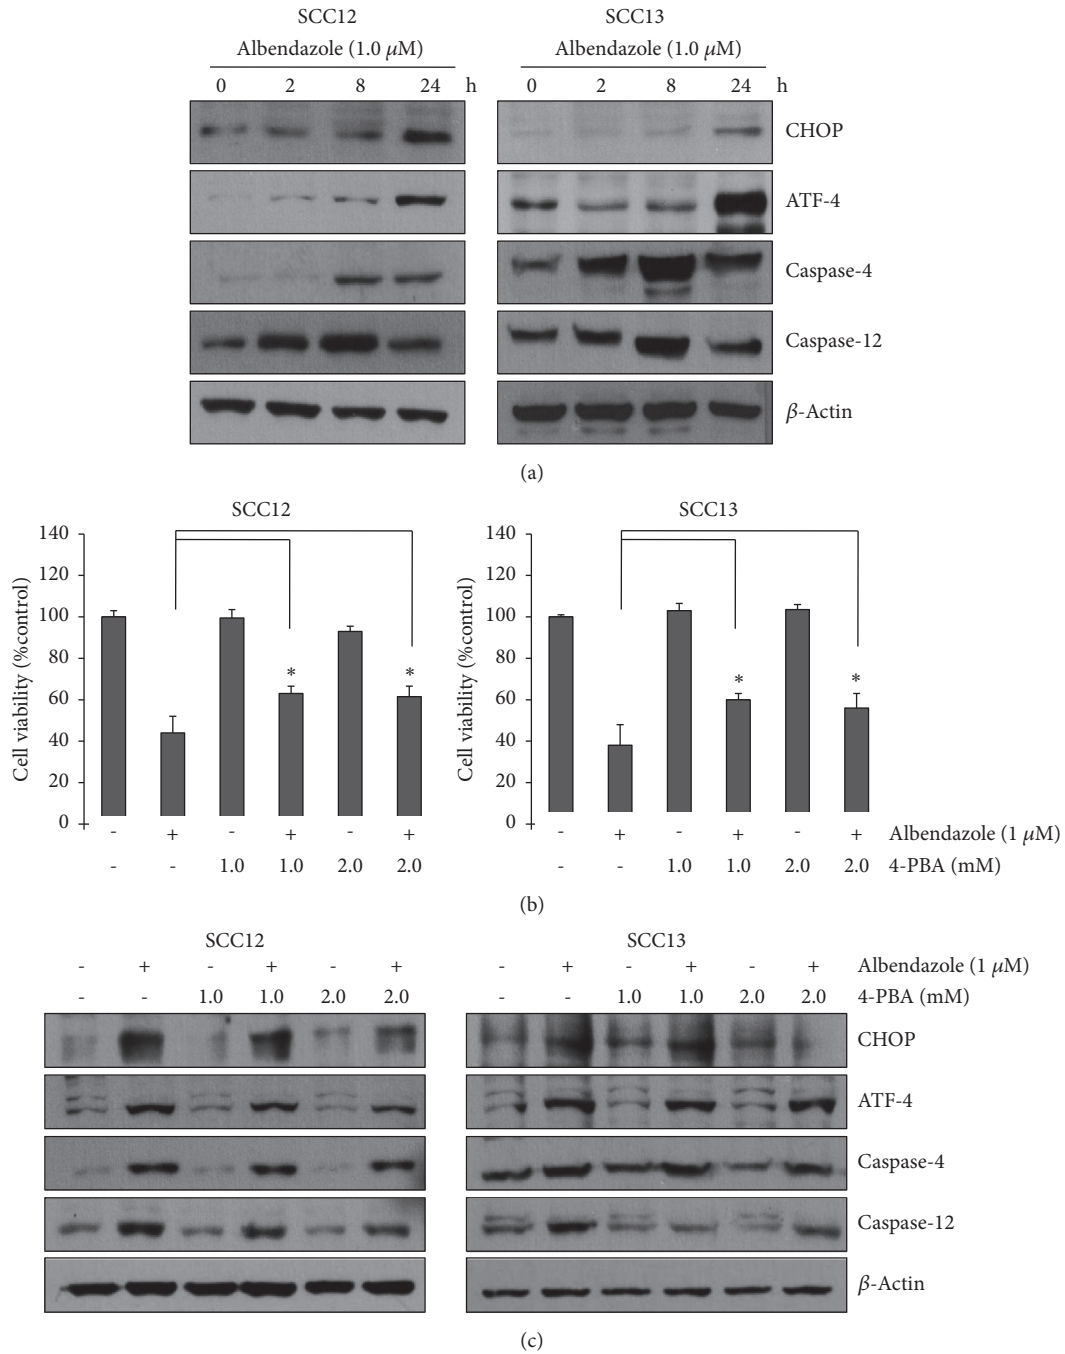 SCC12 SCC13
Albendazole (1.0 μM) Albendazole (1.0 μM)
0 2 8 24 h 0 2 8 24 h
CHOP
ATF-4
Caspase-4
Caspase-12
β-Actin
(a)
SCC12 SCC13
140 140
120 120
100 100
80 80
60 60
40 40
20 20
0 0
Cell viability (%control) Cell viability (%control)
* * * *
- + - + - + - + - + - + Albendazole (1 μM)
- - 1.0 1.0 2.0 2.0 - - 1.0 1.0 2.0 2.0 4-PBA (mM)
(b)
SCC12 SCC13
- + - + - + - + - + - + Albendazole (1 μM)
- - 1.0 1.0 2.0 2.0 - - 1.0 1.0 2.0 2.0 4-PBA (mM)
CHOP
ATF-4
Caspase-4
Caspase-12
β-Actin
(c)